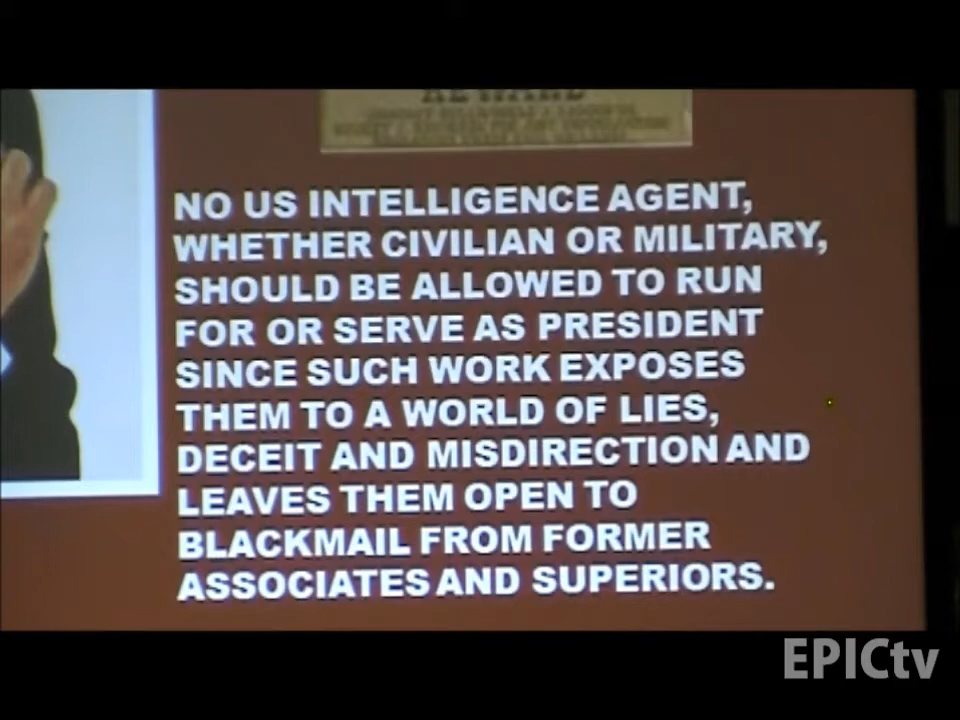 REWARD
NO US INTELLIGENCE AGENT,
WHETHER CIVILIAN OR MILITARY,
SHOULD BE ALLOWED TO RUN
FOR OR SERVE AS PRESIDENT
SINCE SUCH WORK EXPOSES
THEM TO A WORLD OF LIES,
DECEIT AND MISDIRECTION AND
LEAVES THEM OPEN TO
BLACKMAIL FROM FORMER
ASSOCIATES AND SUPERIORS.
EPICtv